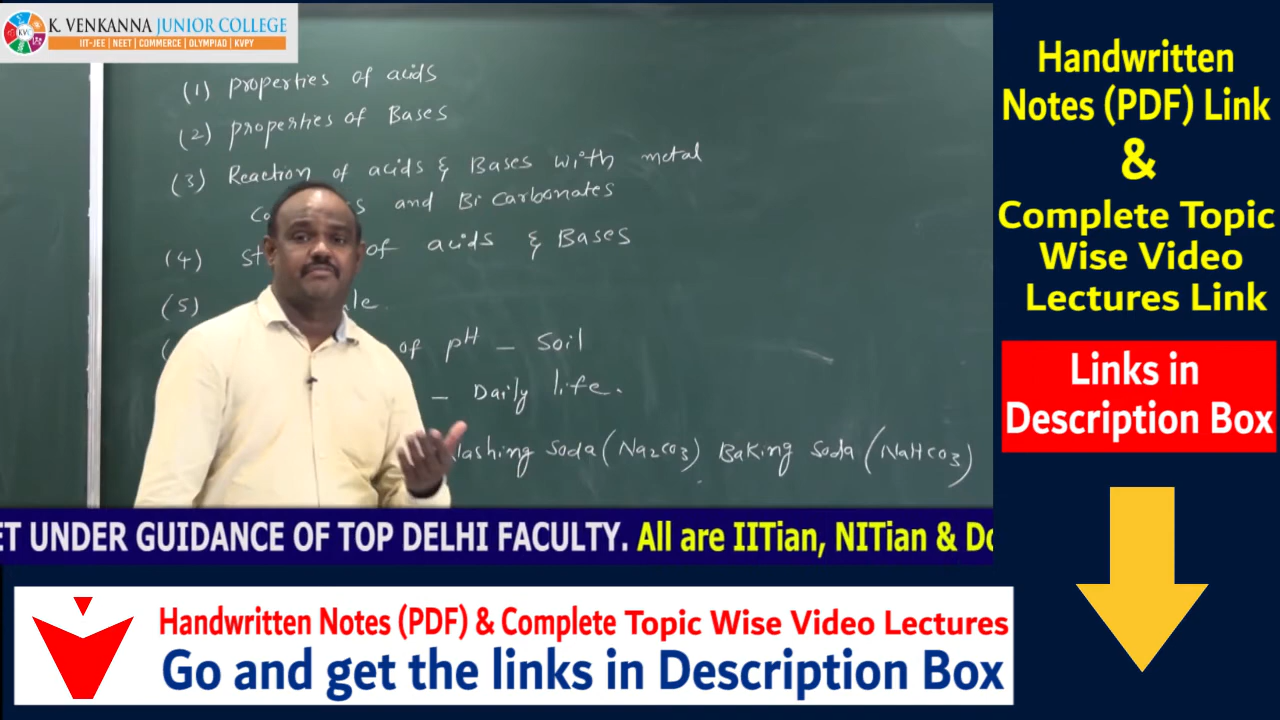 K. VENKANNA JUNIOR COLLEGE
IIT-JEE | NEET | COMMERCE | OLYMPIAD | KVPY
(1) properties of acids
(2) properties of Bases
(3) Reaction of acids & Bases with metal
and Bicarbonates
(4) of acids & Bases
(5)
of pH - Soil
- Daily life.
Washing Soda (Na2CO3) Baking Soda (NaHCO3)
UNDER GUIDANCE OF TOP DELHI FACULTY. All are IITian, NITian &
Handwritten Notes (PDF) & Complete Topic Wise Video Lectures
Go and get the links in Description Box
Handwritten
Notes (PDF) Link
&
Complete Topic
Wise Video
Lectures Link
Links in
Description Box